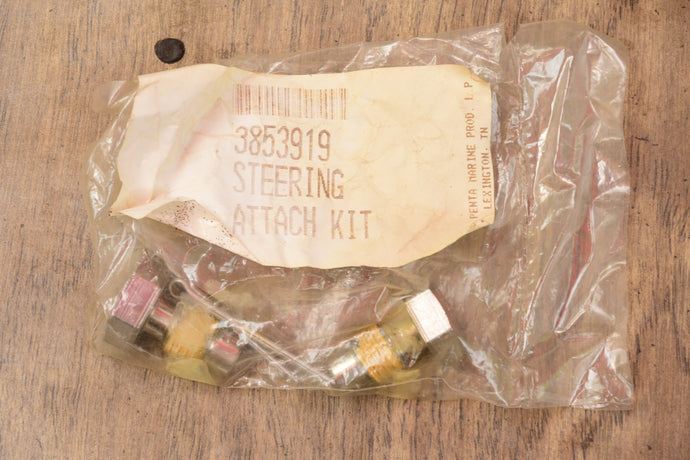 3853919
STEERING
ATTACH KIT
PENTA MARINE PROD. L P
LEXINGTON, TN